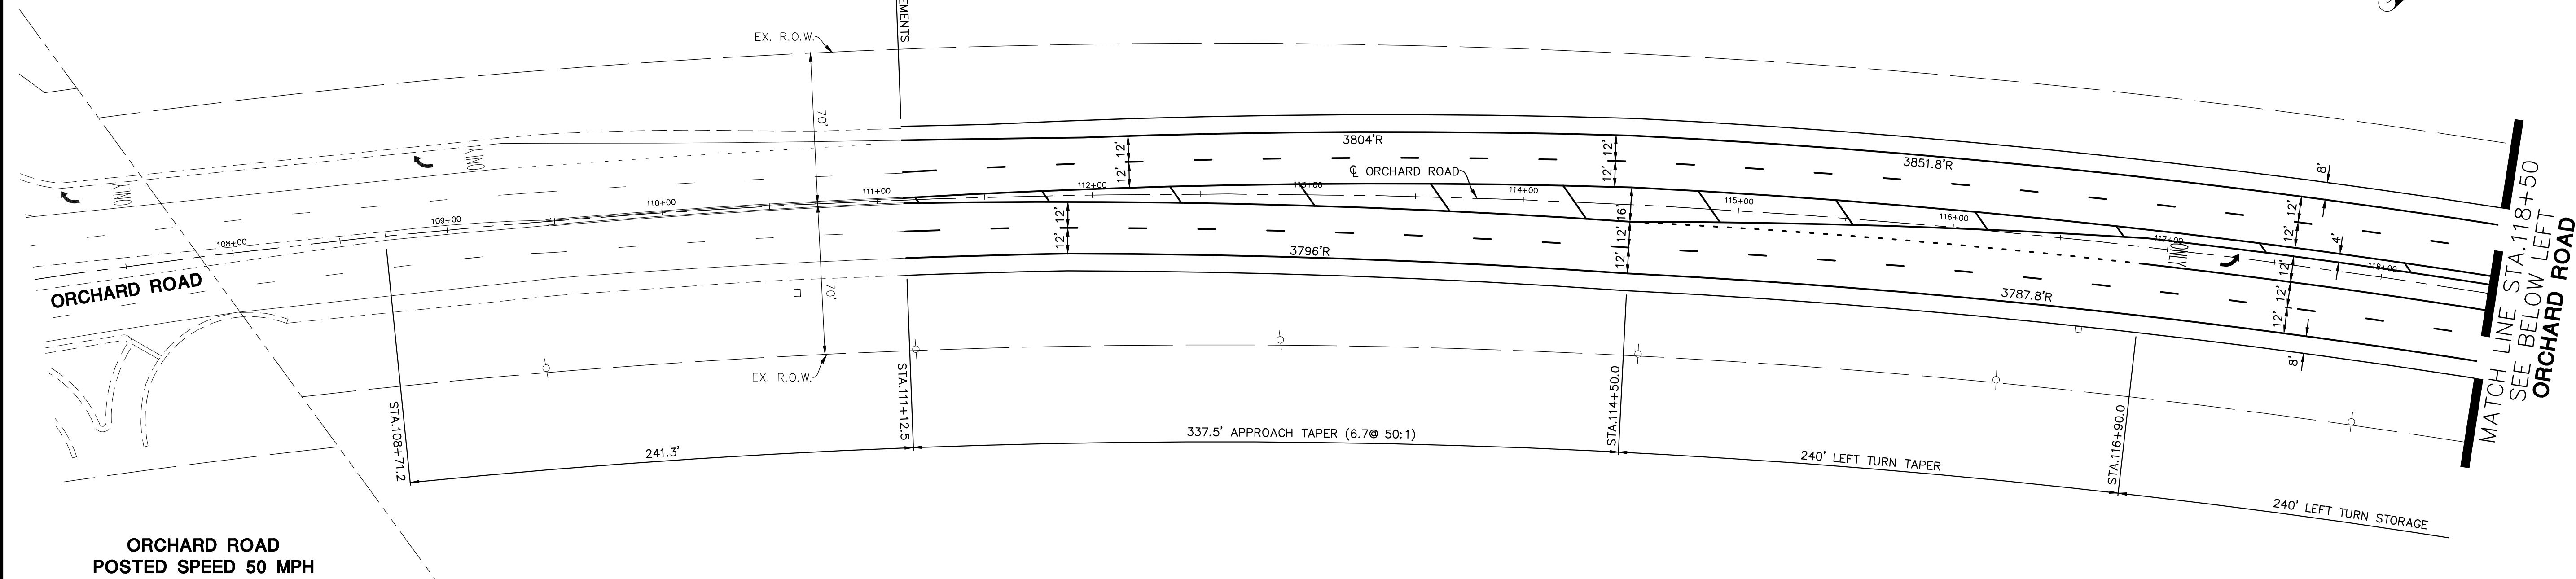 EMENTS
EX. R.O.W.
70'
70'
EX. R.O.W.
ONLY
ONLY
108+00
109+00
110+00
111+00
112+00
113+00
114+00
115+00
116+00
117+00
118+00
ORCHARD ROAD
3804'R
℄ ORCHARD ROAD
3851.8'R
3796'R
3787.8'R
12'
12'
12'
12'
12'
12'
16'
12'
12'
ONLY
8'
12'
12'
4'
12'
12'
12'
8'
MATCH LINE STA.118+50
SEE BELOW LEFT
ORCHARD ROAD
STA.108+71.2
241.3'
STA.111+12.5
337.5' APPROACH TAPER (6.7@ 50:1)
STA.114+50.0
240' LEFT TURN TAPER
STA.116+90.0
240' LEFT TURN STORAGE
ORCHARD ROAD
POSTED SPEED 50 MPH